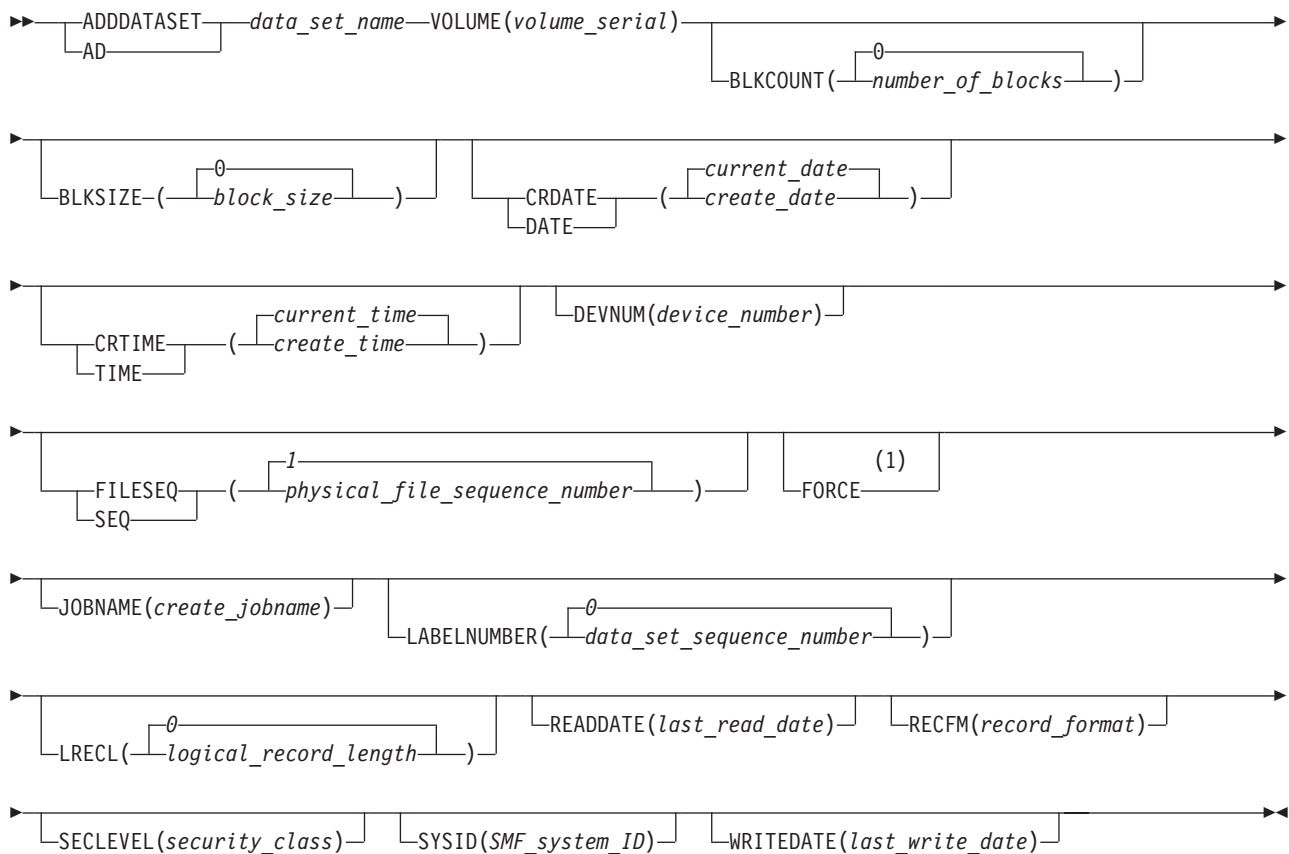 ADDDATASET data_set_name VOLUME(volume_serial)
AD
0
BLKCOUNT( number_of_blocks )
0 current_date
BLKSIZE ( block_size ) CRDATE ( create_date )
DATE
current_time DEVNUM(device_number)
CRTIME ( create_time )
TIME
1 (1)
FILESEQ ( physical_file_sequence_number ) FORCE
SEQ
JOBNAME(create_jobname) 0
LABELNUMBER( data_set_sequence_number )
0 READDATE(last_read_date) RECFM(record_format)
LRECL( logical_record_length )
SECLEVEL(security_class) SYSID(SMF_system_ID) WRITEDATE(last_write_date)